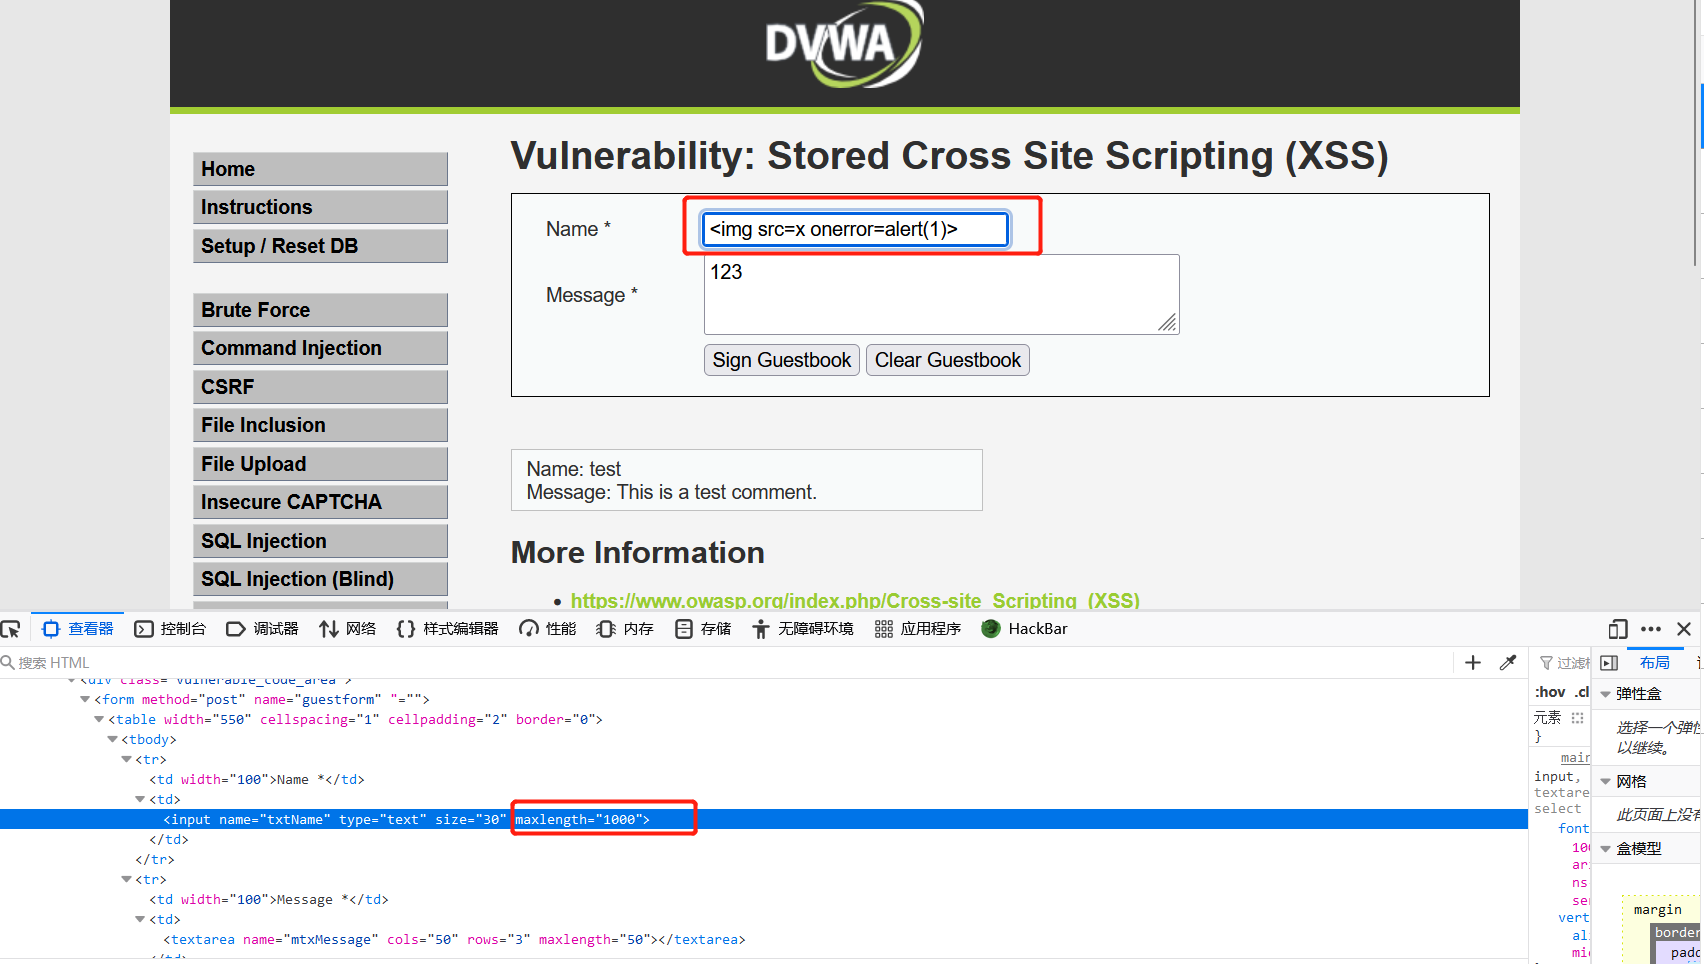 DVWA
Vulnerability: Stored Cross Site Scripting (XSS)
Home
Instructions
Setup / Reset DB
Brute Force
Command Injection
CSRF
File Inclusion
File Upload
Insecure CAPTCHA
SQL Injection
SQL Injection (Blind)
Name *
<img src=x onerror=alert(1)>
Message *
123
Sign Guestbook
Clear Guestbook
Name: test
Message: This is a test comment.
More Information
https://www.owasp.org/index.php/Cross-site_Scripting_(XSS)
查看器 控制台 调试器 网络 样式编辑器 性能 内存 存储 无障碍环境 应用程序 HackBar
搜索 HTML
<div class="vulnerable_code_area">
<form method="post" name="guestform" "="">
<table width="550" cellspacing="1" cellpadding="2" border="0">
<tbody>
<tr>
<td width="100">Name *</td>
<td>
<input name="txtName" type="text" size="30" maxlength="1000">
</td>
</tr>
<tr>
<td width="100">Message *</td>
<td>
<textarea name="mtxMessage" cols="50" rows="3" maxlength="50"></textarea>
</td>
过滤
:hov .cl
元素
}
main
input,
textare
select
font
100
ar
ns
se
vert
al
mi
布局
弹性盒
选择一个弹性
以继续。
网格
此页面上没有
盒模型
margin
border
padd